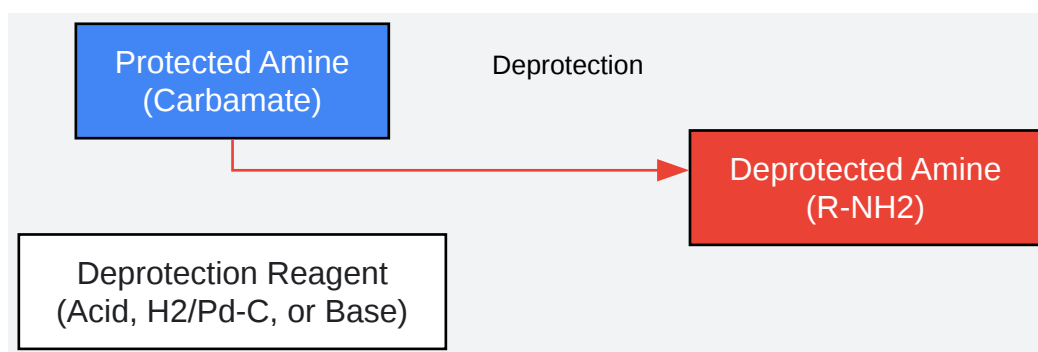 Protected Amine
(Carbamate)
Deprotection
Deprotected Amine
(R-NH2)
Deprotection Reagent
(Acid, H2/Pd-C, or Base)